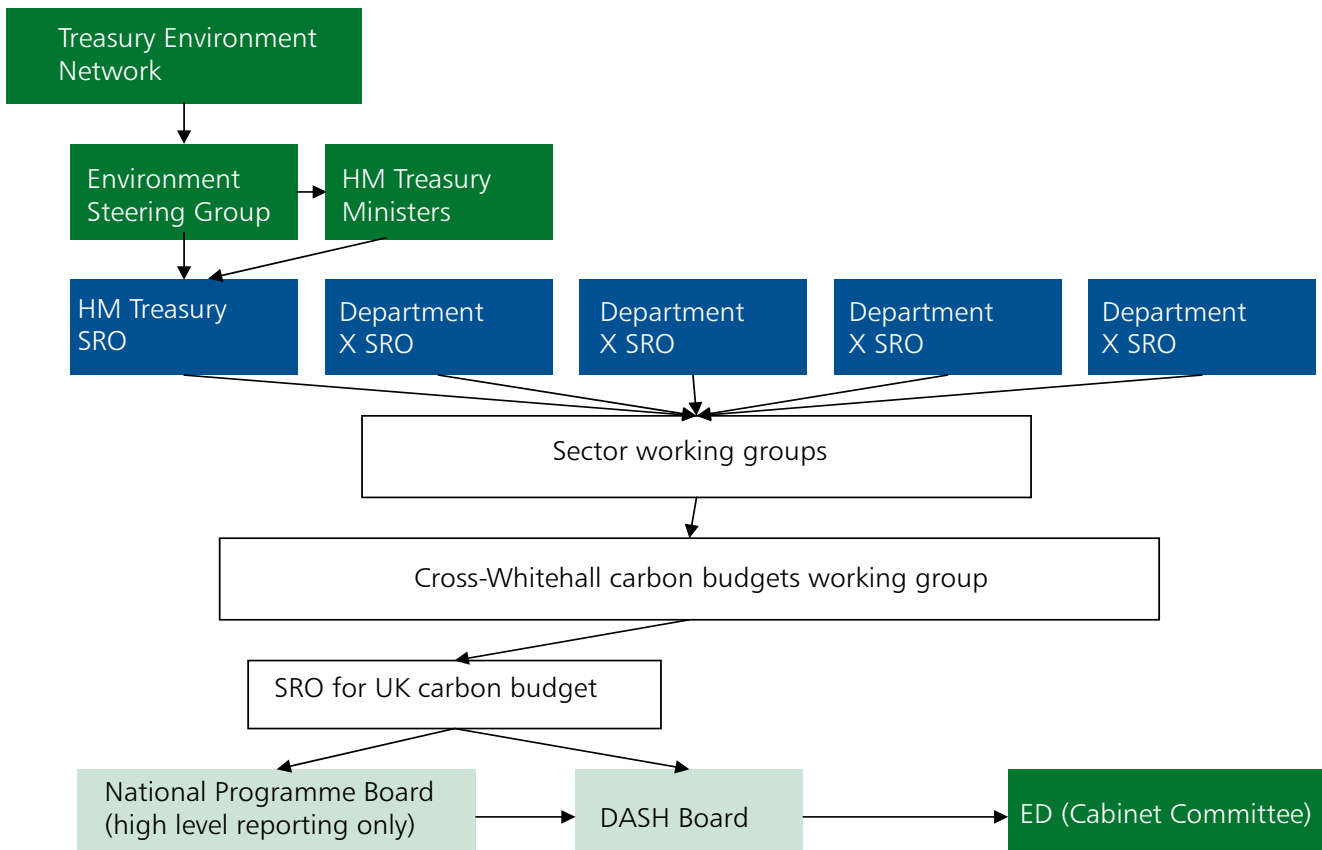 Treasury Environment
Network
Environment
Steering Group
HM Treasury
Ministers
HM Treasury
SRO
Department
X SRO
Department
X SRO
Department
X SRO
Department
X SRO
Sector working groups
Cross-Whitehall carbon budgets working group
SRO for UK carbon budget
National Programme Board
(high level reporting only)
DASH Board
ED (Cabinet Committee)